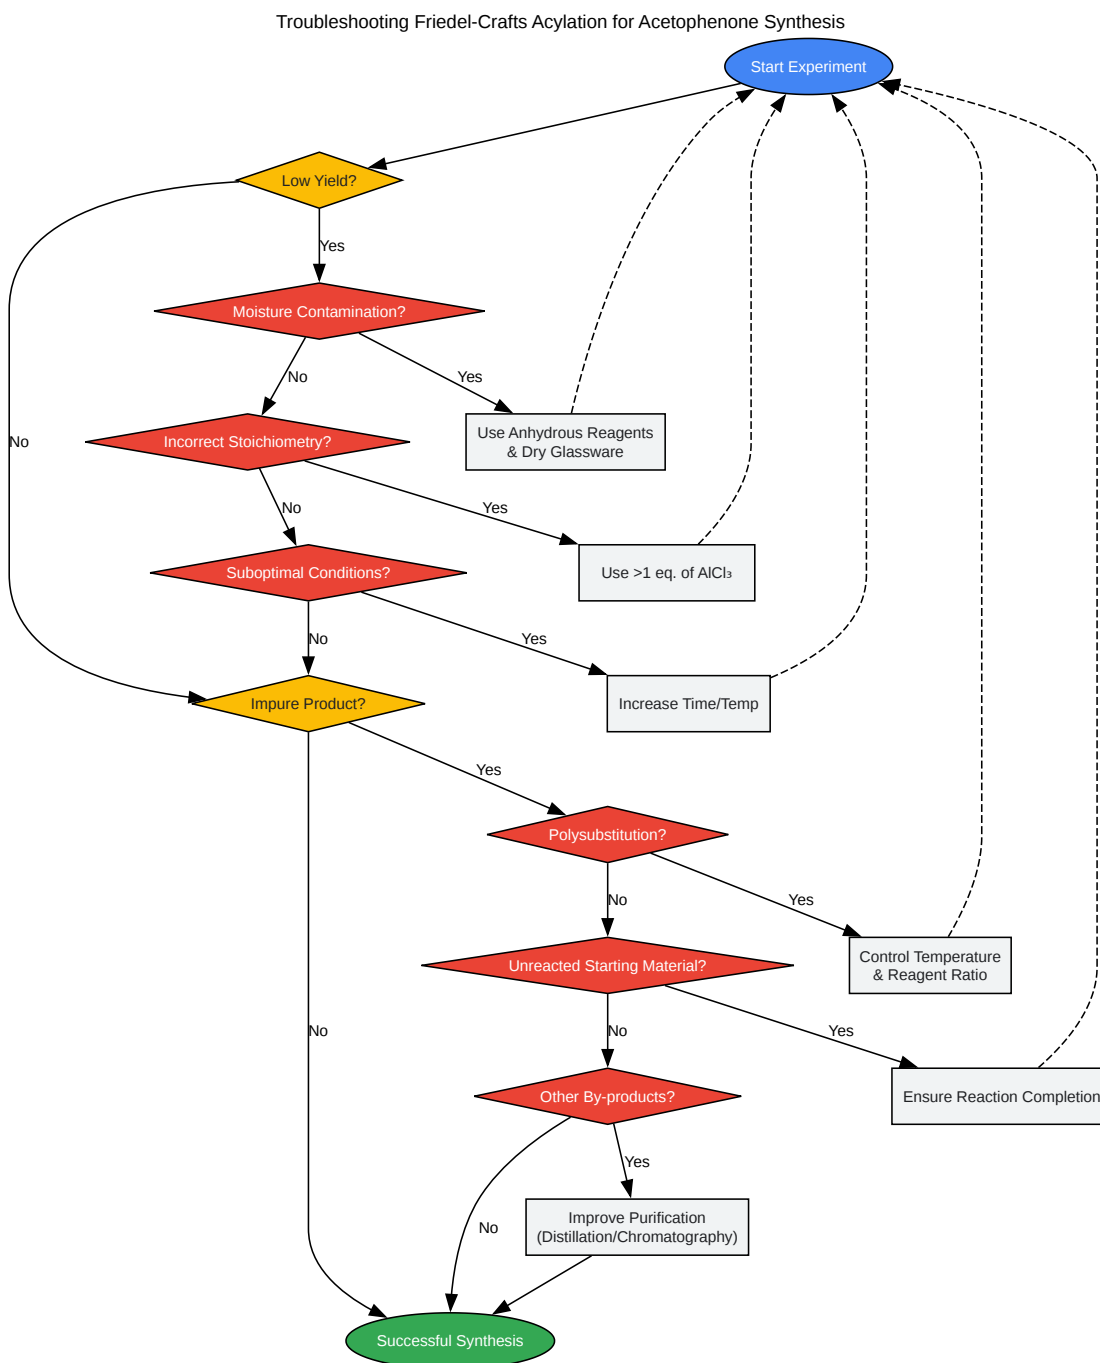 Troubleshooting Friedel-Crafts Acylation for Acetophenone Synthesis
Start Experiment
Low Yield?
Yes
Moisture Contamination?
No
Yes
No
Use Anhydrous Reagents
& Dry Glassware
Incorrect Stoichiometry?
No
Yes
Use >1 eq. of AlCl₃
Suboptimal Conditions?
No
Yes
Increase Time/Temp
Impure Product?
Yes
Polysubstitution?
No
Yes
Control Temperature
& Reagent Ratio
Unreacted Starting Material?
No
No
Yes
Ensure Reaction Completion
Other By-products?
Yes
No
Improve Purification
(Distillation/Chromatography)
Successful Synthesis